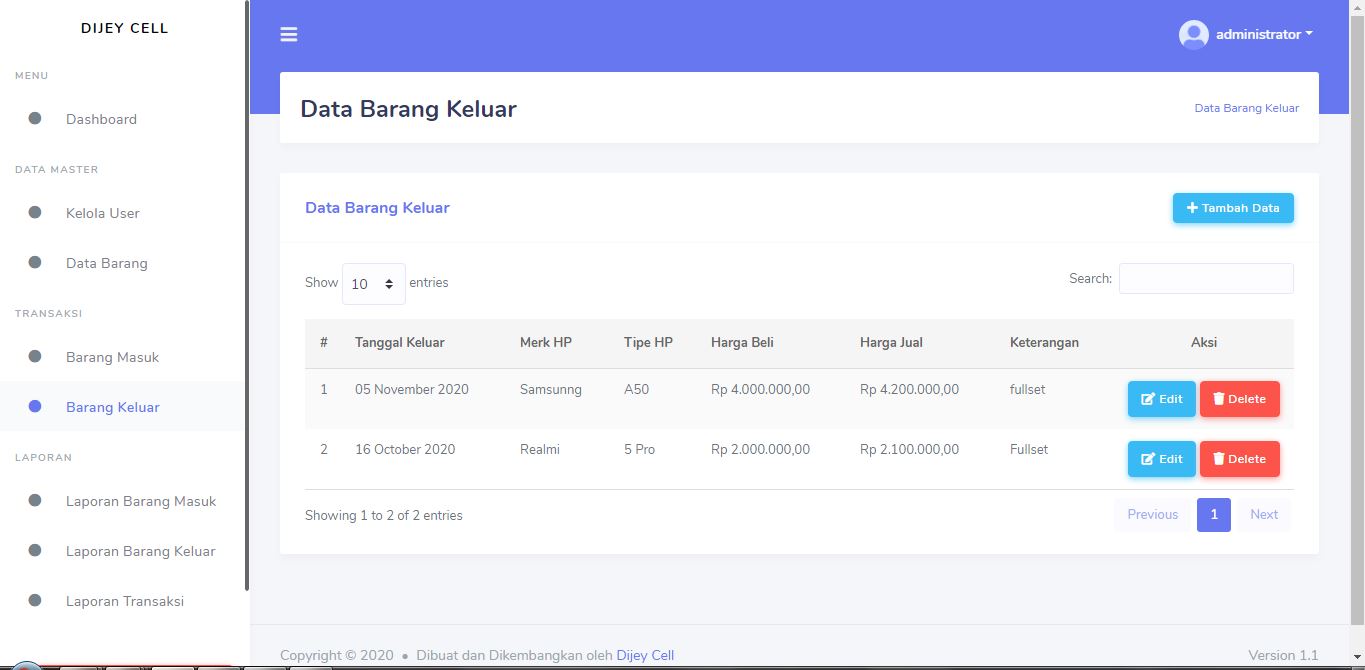 DIJEY CELL
administrator
MENU
Dashboard
DATA MASTER
Kelola User
Data Barang
TRANSAKSI
Barang Masuk
Barang Keluar
LAPORAN
Laporan Barang Masuk
Laporan Barang Keluar
Laporan Transaksi
Data Barang Keluar
Data Barang Keluar
Data Barang Keluar
Tambah Data
Show 10 entries
Search:
# Tanggal Keluar Merk HP Tipe HP Harga Beli Harga Jual Keterangan Aksi
1 05 November 2020 Samsunng A50 Rp 4.000.000,00 Rp 4.200.000,00 fullset Edit Delete
2 16 October 2020 Realmi 5 Pro Rp 2.000.000,00 Rp 2.100.000,00 Fullset Edit Delete
Showing 1 to 2 of 2 entries
Previous 1 Next
Copyright © 2020 • Dibuat dan Dikembangkan oleh Dijey Cell
Version 1.1